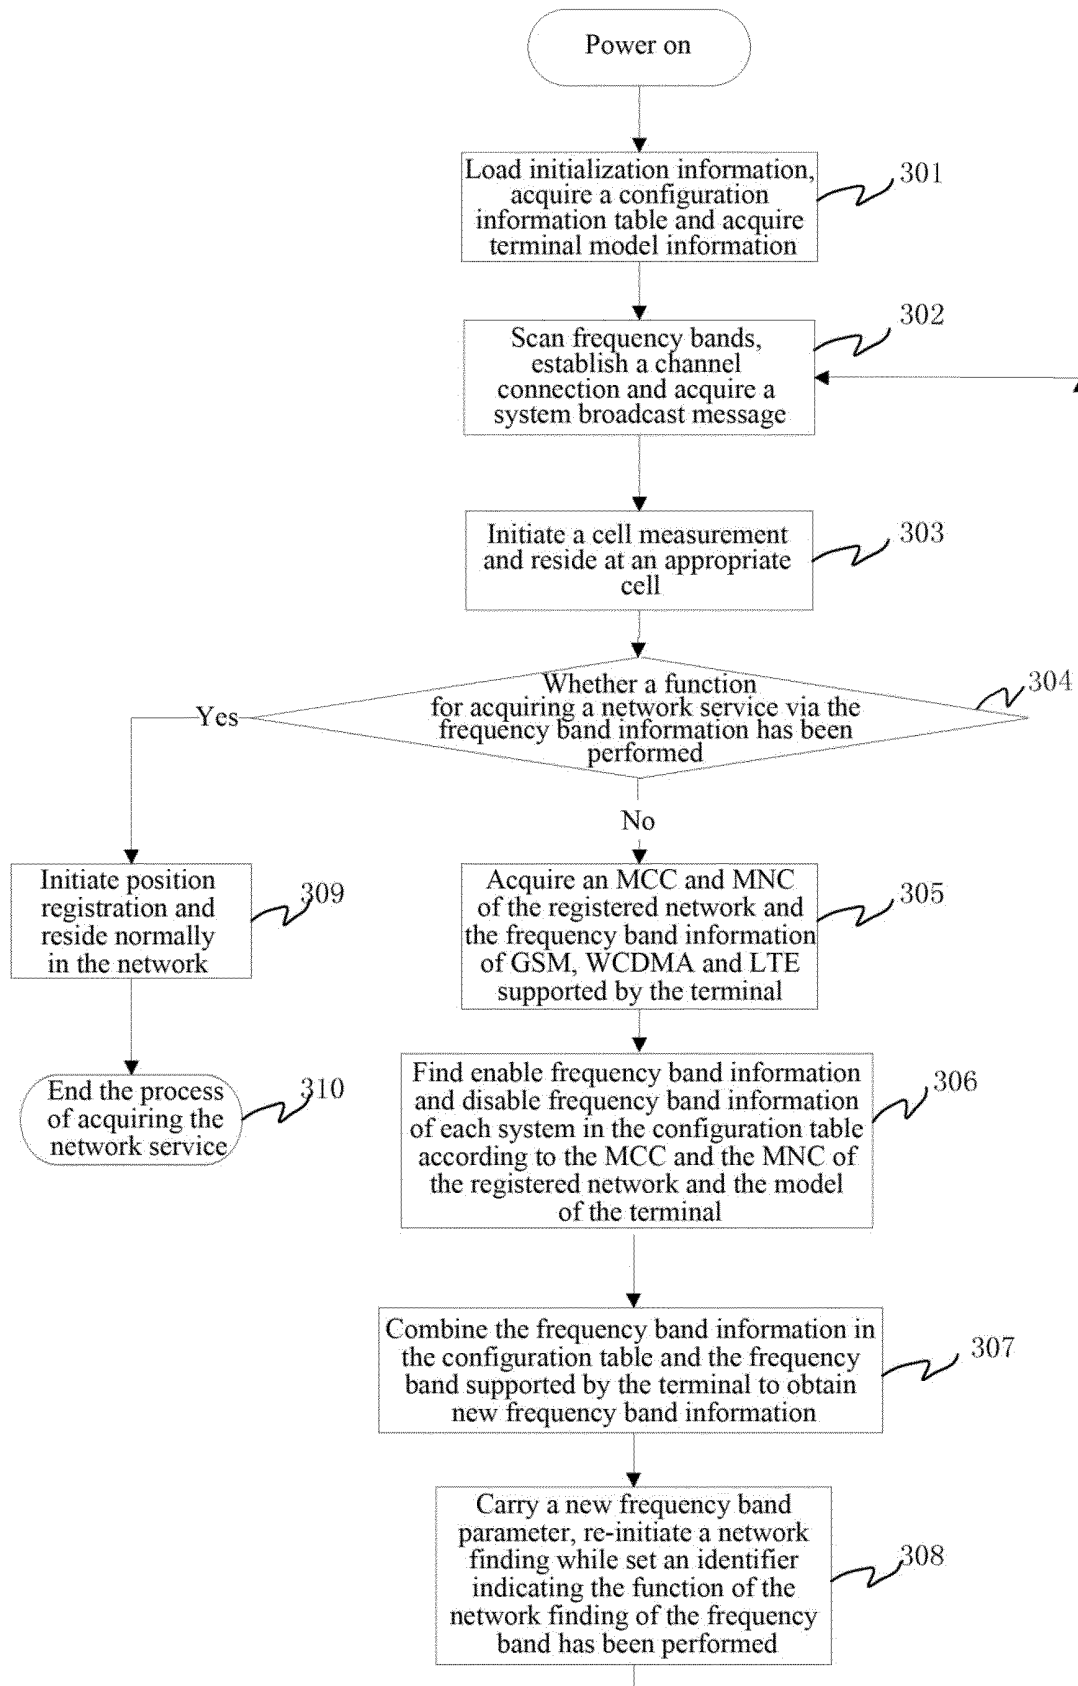 Power on
Load initialization information,
acquire a configuration
information table and acquire
terminal model information
301
Scan frequency bands,
establish a channel
connection and acquire a
system broadcast message
302
Initiate a cell measurement
and reside at an appropriate
cell
303
Whether a function
for acquiring a network service via the
frequency band information has been
performed
304
Yes
No
Initiate position
registration and
reside normally
in the network
309
Acquire an MCC and MNC
of the registered network and
the frequency band information
of GSM, WCDMA and LTE
supported by the terminal
305
End the process
of acquiring the
network service
310
Find enable frequency band information
and disable frequency band information
of each system in the configuration table
according to the MCC and the MNC of
the registered network and the model
of the terminal
306
Combine the frequency band information in
the configuration table and the frequency
band supported by the terminal to obtain
new frequency band information
307
Carry a new frequency band
parameter, re-initiate a network
finding while set an identifier
indicating the function of the
network finding of the frequency
band has been performed
308